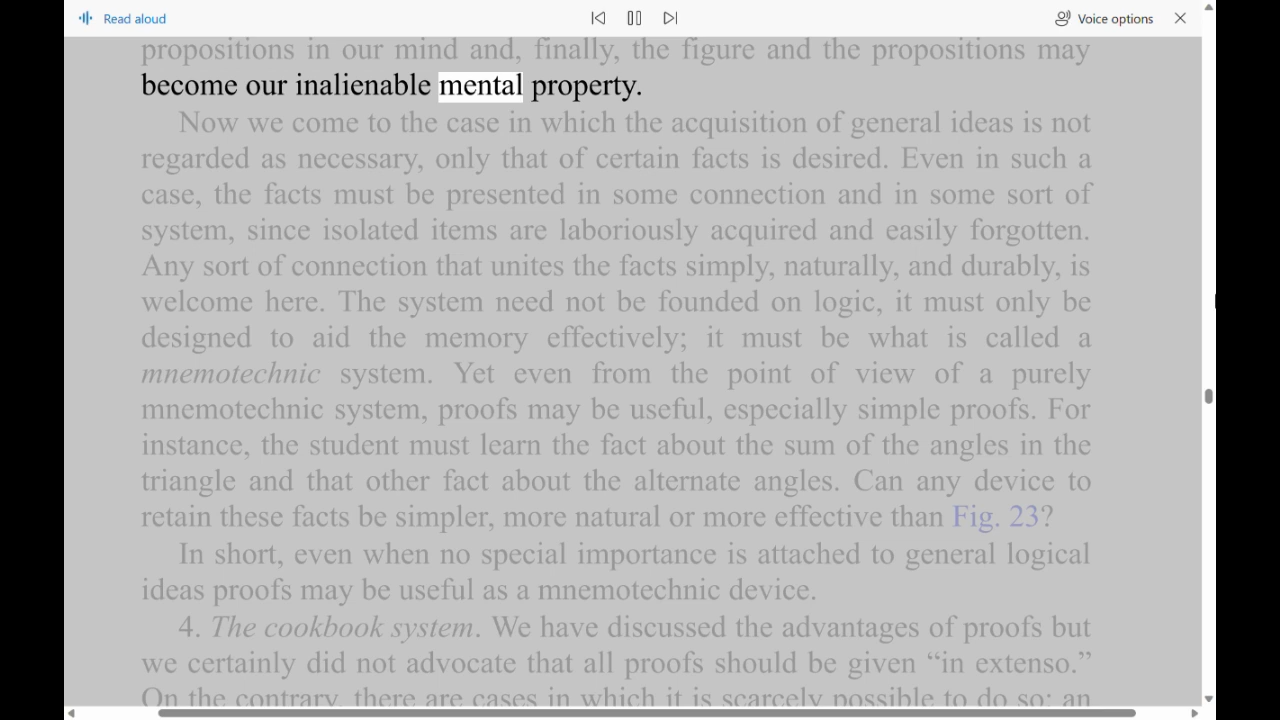 Read aloud
Voice options
propositions in our mind and, finally, the figure and the propositions may
become our inalienable mental property.
Now we come to the case in which the acquisition of general ideas is not
regarded as necessary, only that of certain facts is desired. Even in such a
case, the facts must be presented in some connection and in some sort of
system, since isolated items are laboriously acquired and easily forgotten.
Any sort of connection that unites the facts simply, naturally, and durably, is
welcome here. The system need not be founded on logic, it must only be
designed to aid the memory effectively; it must be what is called a
mnemotechnic system. Yet even from the point of view of a purely
mnemotechnic system, proofs may be useful, especially simple proofs. For
instance, the student must learn the fact about the sum of the angles in the
triangle and that other fact about the alternate angles. Can any device to
retain these facts be simpler, more natural or more effective than Fig. 23?
In short, even when no special importance is attached to general logical
ideas proofs may be useful as a mnemotechnic device.
4. The cookbook system. We have discussed the advantages of proofs but
we certainly did not advocate that all proofs should be given “in extenso.”
On the contrary, there are cases in which it is scarcely possible to do so; an